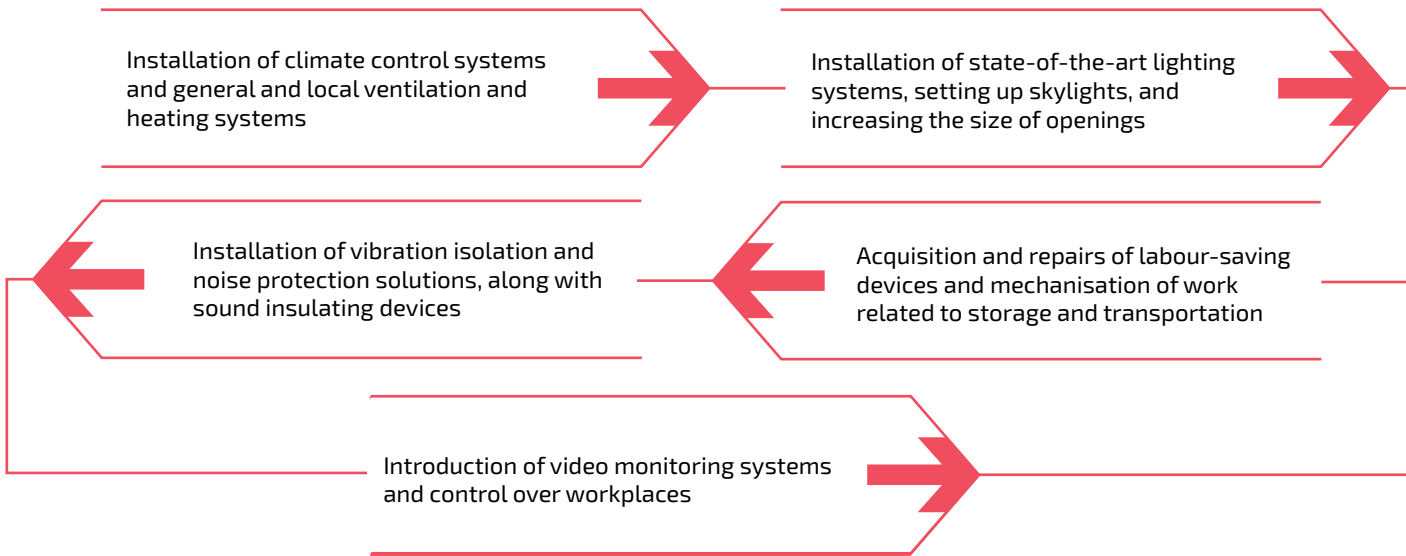 Installation of climate control systems
and general and local ventilation and
heating systems
Installation of state-of-the-art lighting
systems, setting up skylights, and
increasing the size of openings
Acquisition and repairs of labour-saving
devices and mechanisation of work
related to storage and transportation
Installation of vibration isolation and
noise protection solutions, along with
sound insulating devices
Introduction of video monitoring systems
and control over workplaces